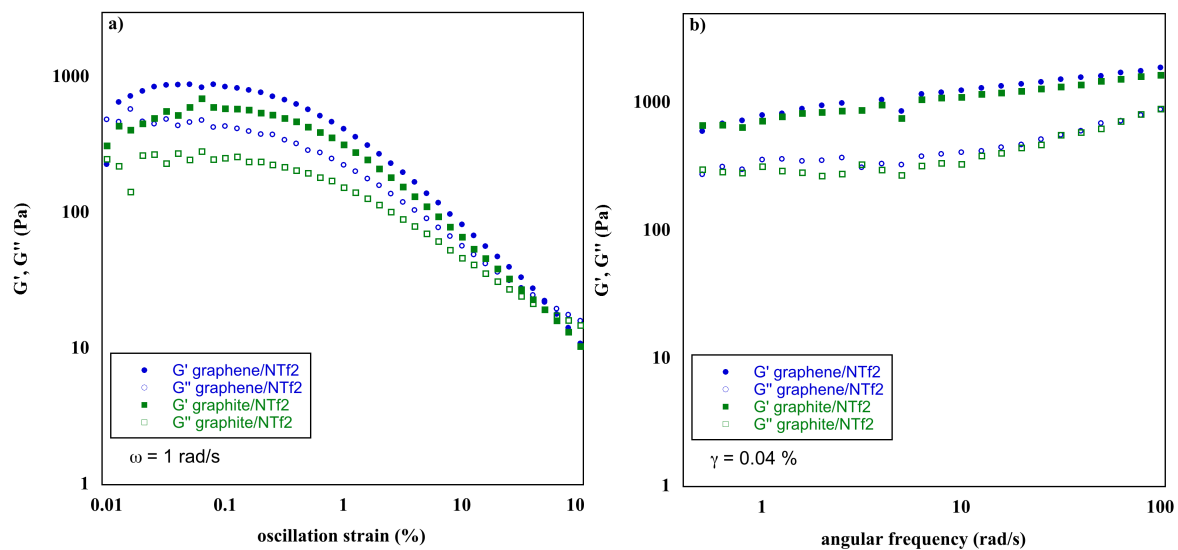 a)
1000
100
10
1
G', G'' (Pa)
G' graphene/NTf2
G'' graphene/NTf2
G' graphite/NTf2
G'' graphite/NTf2
ω = 1 rad/s
0.01 0.1 1 10 10
oscillation strain (%)
b)
1000
100
10
1
G', G'' (Pa)
G' graphene/NTf2
G'' graphene/NTf2
G' graphite/NTf2
G'' graphite/NTf2
γ = 0.04 %
1 10 100
angular frequency (rad/s)